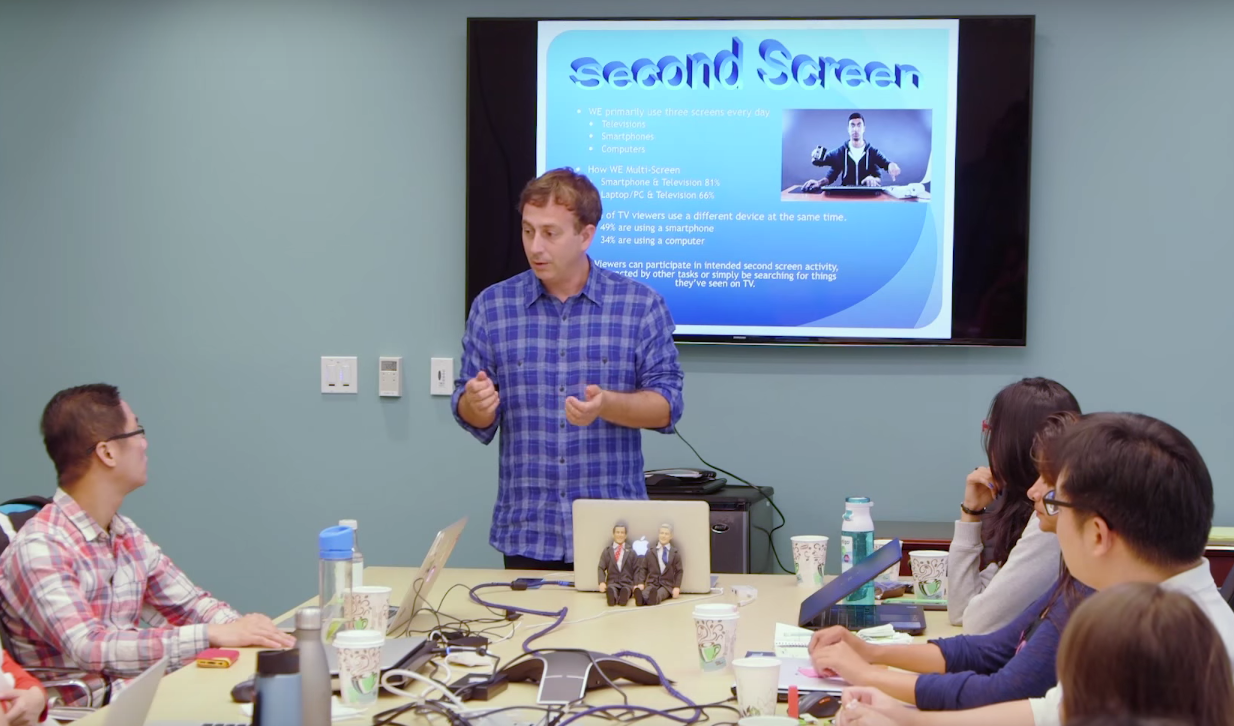 second Screen
WE primarily use three screens every day
Televisions
Smartphones
Computers
How WE Multi-Screen
Smartphone & Television 81%
Laptop/PC & Television 66%
of TV viewers use a different device at the same time.
49% are using a smartphone
34% are using a computer
Viewers can participate in intended second screen activity,
by other tasks or simply be searching for things
they've seen on TV.